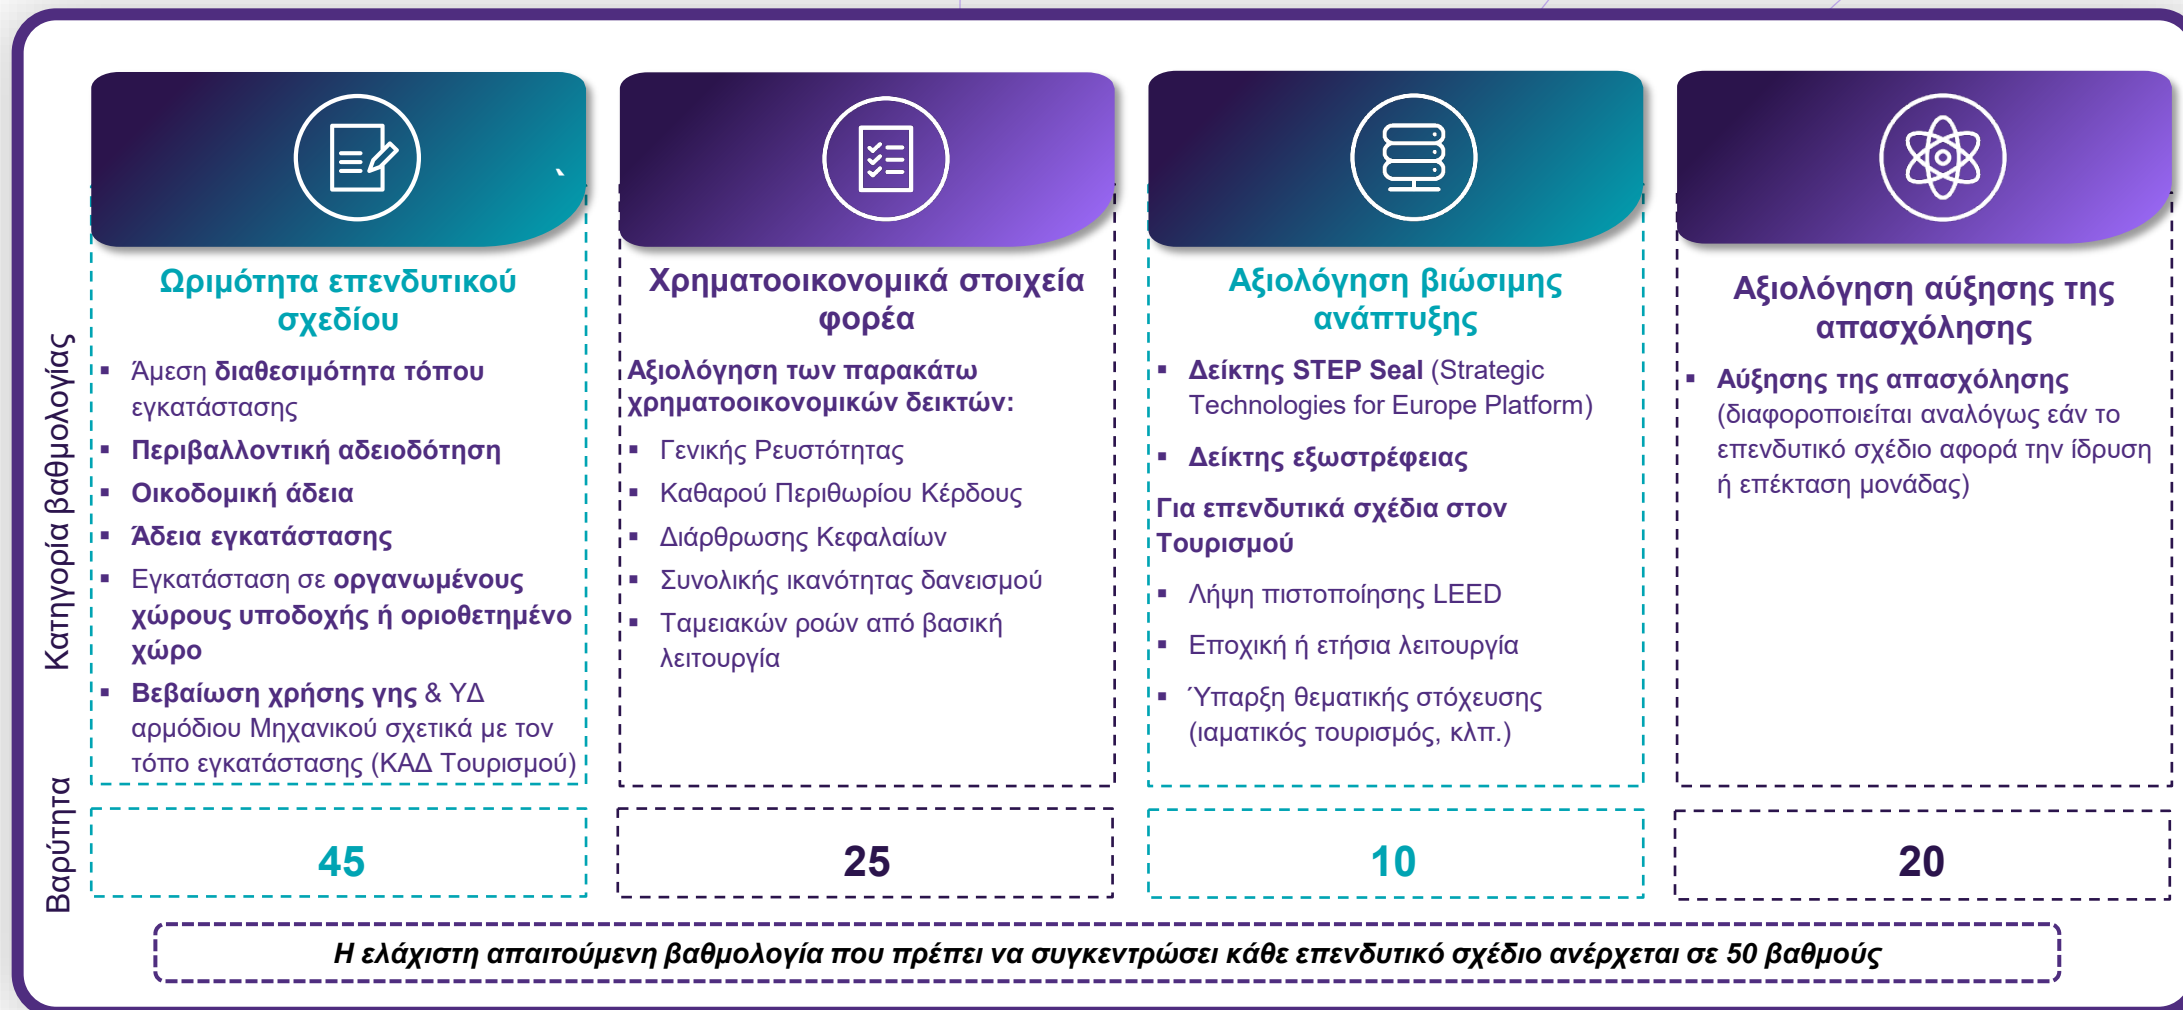 `
Κατηγορία βαθμολογίας
Ωριμότητα επενδυτικού
σχεδίου
▪ Άμεση διαθεσιμότητα τόπου
εγκατάστασης
▪ Περιβαλλοντική αδειοδότηση
▪ Οικοδομική άδεια
▪ Άδεια εγκατάστασης
▪ Εγκατάσταση σε οργανωμένους
χώρους υποδοχής ή οριοθετημένο
χώρο
▪ Βεβαίωση χρήσης γης & ΥΔ
αρμόδιου Μηχανικού σχετικά με τον
τόπο εγκατάστασης (ΚΑΔ Τουρισμού)
Χρηματοοικονομικά στοιχεία
φορέα
Αξιολόγηση των παρακάτω
χρηματοοικονομικών δεικτών:
▪ Γενικής Ρευστότητας
▪ Καθαρού Περιθωρίου Κέρδους
▪ Διάρθρωσης Κεφαλαίων
▪ Συνολικής ικανότητας δανεισμού
▪ Ταμειακών ροών από βασική
λειτουργία
Αξιολόγηση βιώσιμης
ανάπτυξης
▪ Δείκτης STEP Seal (Strategic
Technologies for Europe Platform)
▪ Δείκτης εξωστρέφειας
Για επενδυτικά σχέδια στον
Τουρισμού
▪ Λήψη πιστοποίησης LEED
▪ Εποχική ή ετήσια λειτουργία
▪ Ύπαρξη θεματικής στόχευσης
(ιαματικός τουρισμός, κλπ.)
Αξιολόγηση αύξησης της
απασχόλησης
▪ Αύξησης της απασχόλησης
(διαφοροποιείται αναλόγως εάν το
επενδυτικό σχέδιο αφορά την ίδρυση
ή επέκταση μονάδας)
Βαρύτητα
45
25
10
20
Η ελάχιστη απαιτούμενη βαθμολογία που πρέπει να συγκεντρώσει κάθε επενδυτικό σχέδιο ανέρχεται σε 50 βαθμούς